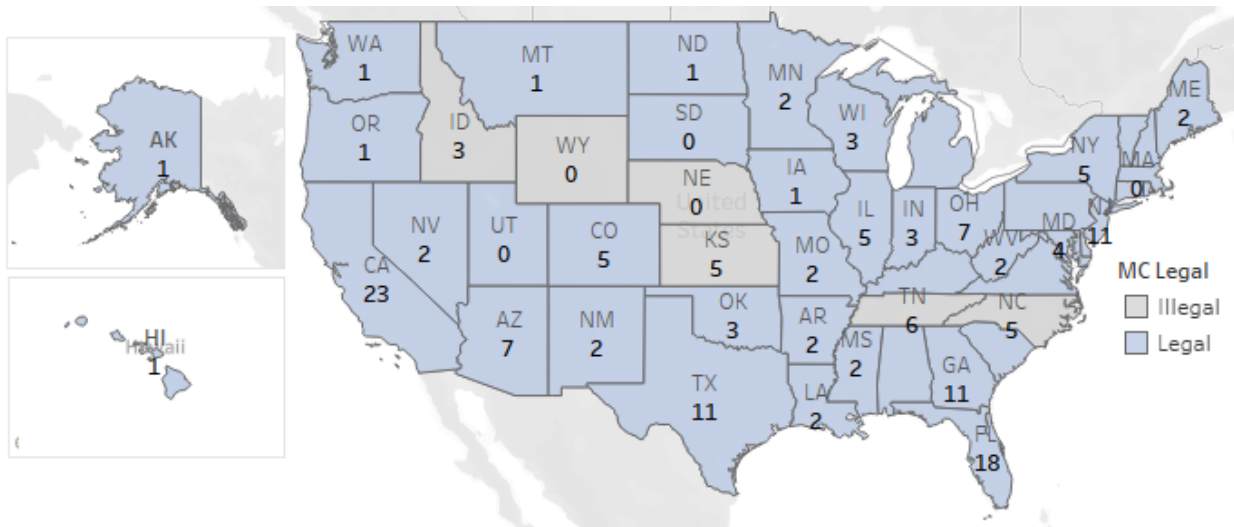 AK
1
HI
Hawaii
1
WA
1
OR
1
CA
23
NV
2
ID
3
MT
1
WY
0
UT
0
AZ
7
CO
5
NM
2
ND
1
SD
0
NE
0
United
States
KS
5
OK
3
TX
11
MN
2
IA
1
MO
2
AR
2
LA
2
WI
3
IL
5
IN
3
OH
7
TN
6
MS
2
GA
11
FL
18
NC
5
WV
2
MD
4
NY
5
11
MA
0
ME
2
MC Legal
Illegal
Legal